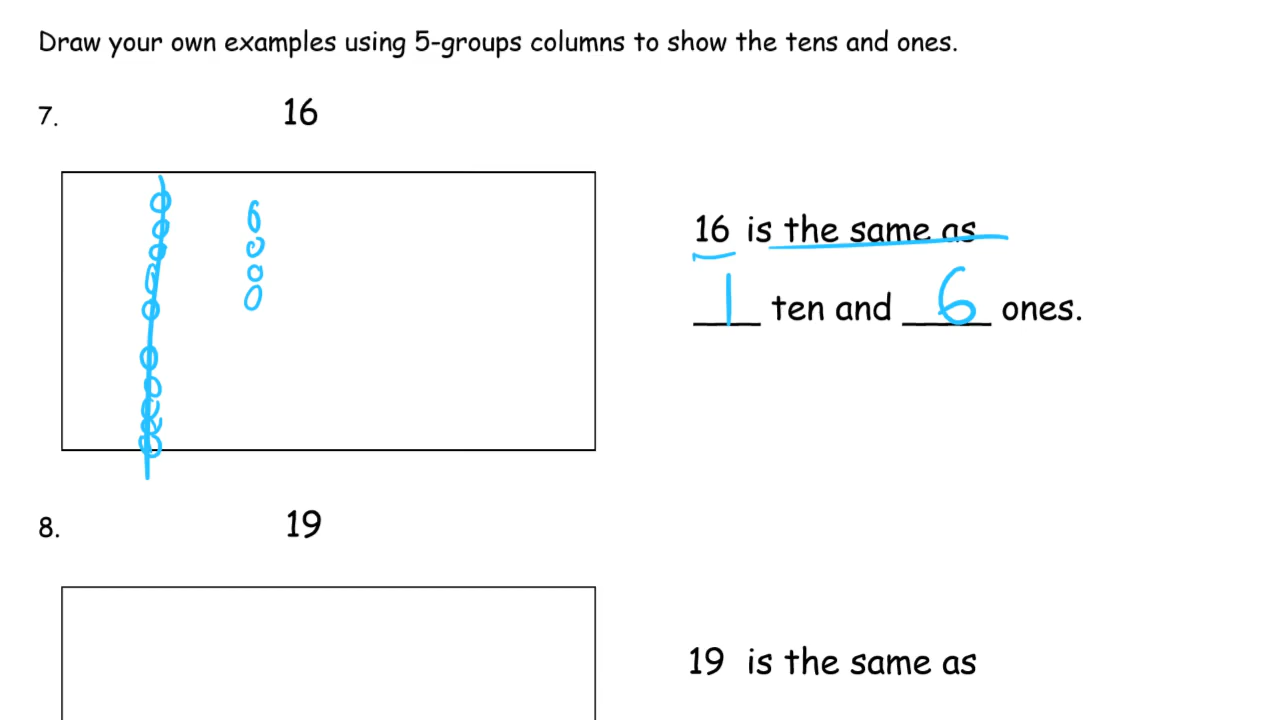 Draw your own examples using 5-groups columns to show the tens and ones.
7. 16
16 is the same as
1 ten and 6 ones.
8. 19
19 is the same as